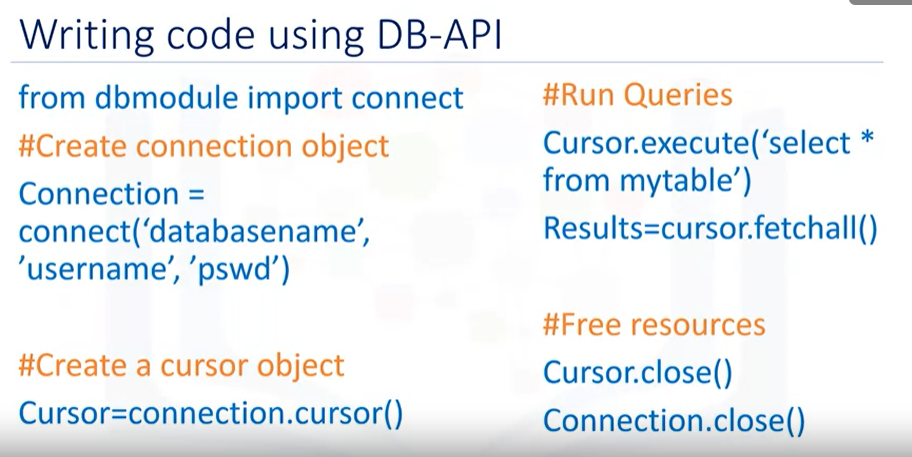 Writing code using DB-API
from dbmodule import connect
#Create connection object
Connection =
connect(‘databasename’,
’username’, ’pswd’)
#Create a cursor object
Cursor=connection.cursor()
#Run Queries
Cursor.execute(‘select *
from mytable’)
Results=cursor.fetchall()
#Free resources
Cursor.close()
Connection.close()